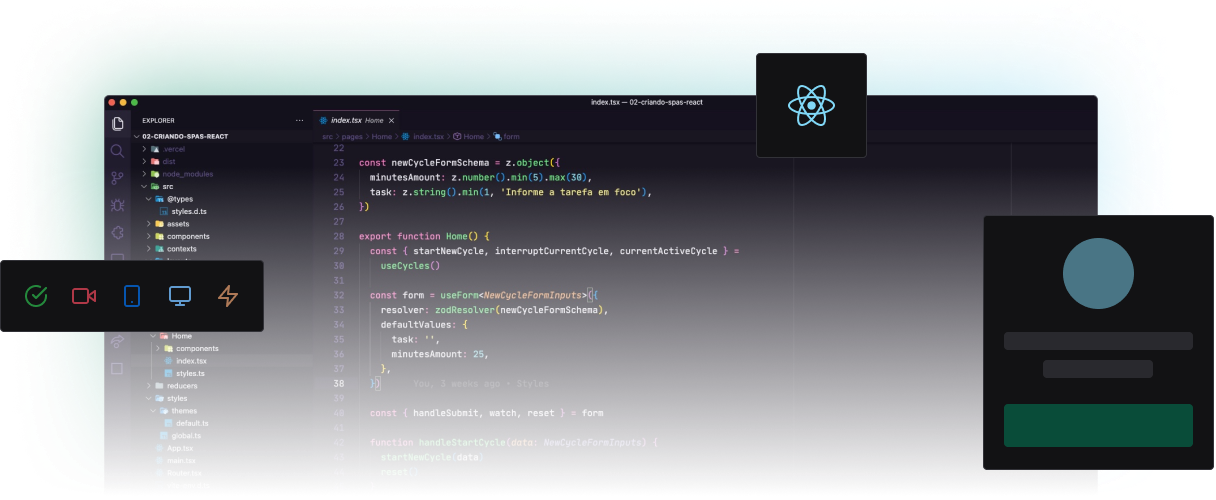 index.tsx — 02-criando-spas-react
EXPLORER
···
index.tsx Home
02-CRIANDO-SPAS-REACT
src > pages > Home > index.tsx > Home > form
.vercel
dist
node_modules
src
@types
styles.d.ts
assets
components
contexts
Home
components
index.tsx
styles.ts
reducers
styles
themes
default.ts
global.ts
App.tsx
main.tsx
22
23 const newCycleFormSchema = z.object({
24 minutesAmount: z.number().min(5).max(30),
25 task: z.string().min(1, 'Informe a tarefa em foco'),
26 })
27
28 export function Home() {
29 const { startNewCycle, interruptCurrentCycle, currentActiveCycle } =
30 useCycles()
31
32 const form = useForm<NewCycleFormInputs>({
33 resolver: zodResolver(newCycleFormSchema),
34 defaultValues: {
35 task: '',
36 minutesAmount: 25,
37 },
38 }) You, 3 weeks ago · Styles
39
40 const { handleSubmit, watch, reset } = form
41
42 function handleStartCycle(data: NewCycleFormInputs) {
startNewCycle(data)
reset()